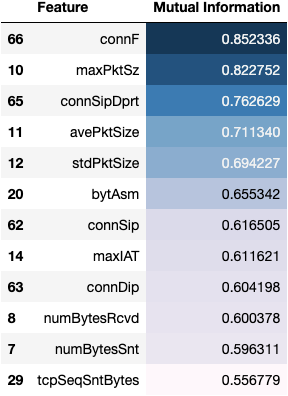 Feature Mutual Information
66 connF 0.852336
10 maxPktSz 0.822752
65 connSipDprt 0.762629
11 avePktSize 0.711340
12 stdPktSize 0.694227
20 bytAsm 0.655342
62 connSip 0.616505
14 maxIAT 0.611621
63 connDip 0.604198
8 numBytesRcvd 0.600378
7 numBytesSnt 0.596311
29 tcpSeqSntBytes 0.556779